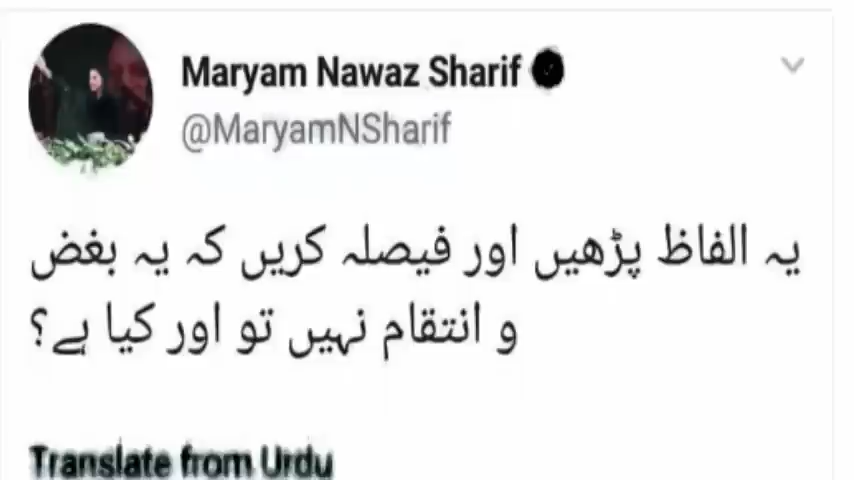 Maryam Nawaz Sharif
@MaryamNSharif
یہ الفاظ پڑھیں اور فیصلہ کریں کہ یہ بغض
و انتقام نہیں تو اور کیا ہے؟
Translate from Urdu